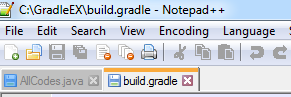 C:\GradleEX\build.gradle - Notepad++
File Edit Search View Encoding Language
AllCodes.java build.gradle